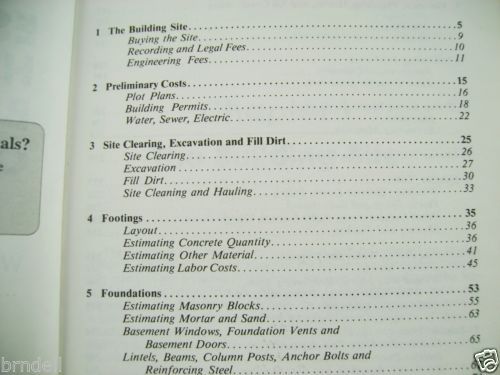 1 The Building Site 5
Buying the Site 9
Recording and Legal Fees 10
Engineering Fees 11
2 Preliminary Costs 15
Plot Plans 16
Building Permits 18
Water, Sewer, Electric 22
als?
3 Site Clearing, Excavation and Fill Dirt 25
Site Clearing 26
Excavation 27
Fill Dirt 30
Site Cleaning and Hauling 33
4 Footings 35
Layout 36
Estimating Concrete Quantity 36
Estimating Other Material 41
Estimating Labor Costs 45
5 Foundations 53
Estimating Masonry Blocks 55
Estimating Mortar and Sand 63
Basement Windows, Foundation Vents and
Basement Doors 65
Lintels, Beams, Column Posts, Anchor Bolts and
Reinforcing Steel
brndell